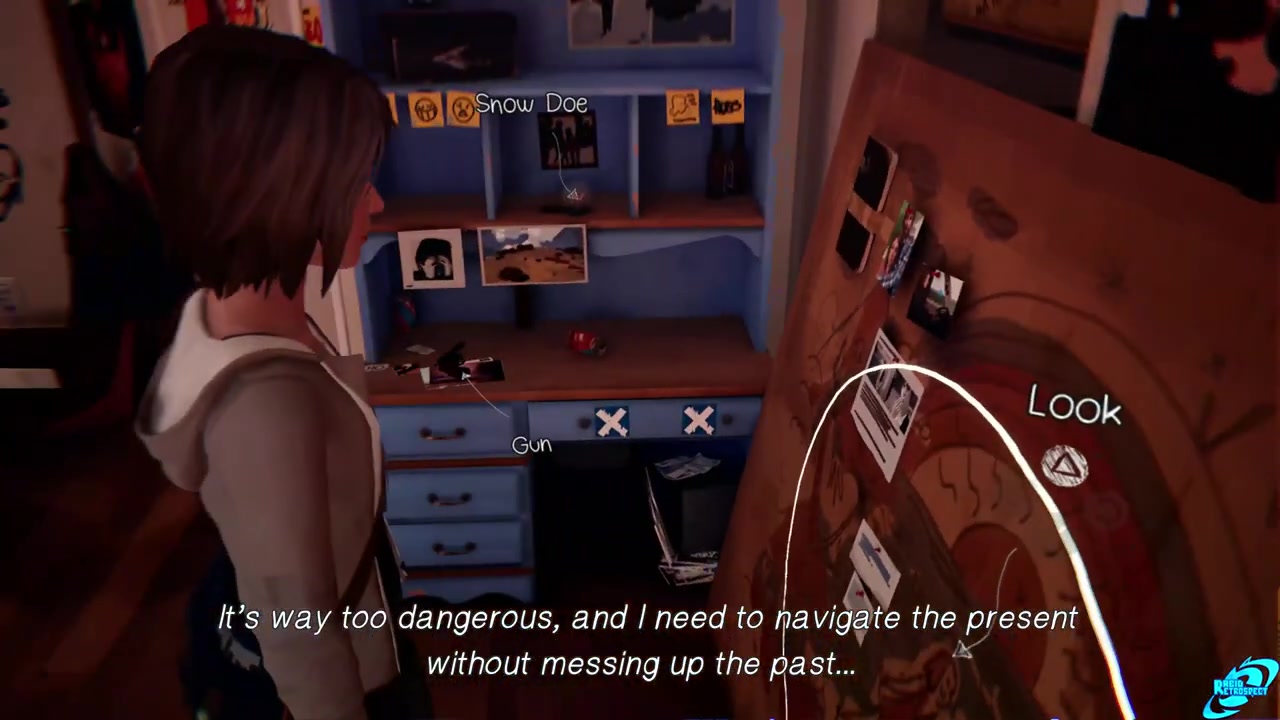 Snow Doe
Gun
Look
It's way too dangerous, and I need to navigate the present
without messing up the past...
RETROSPECT